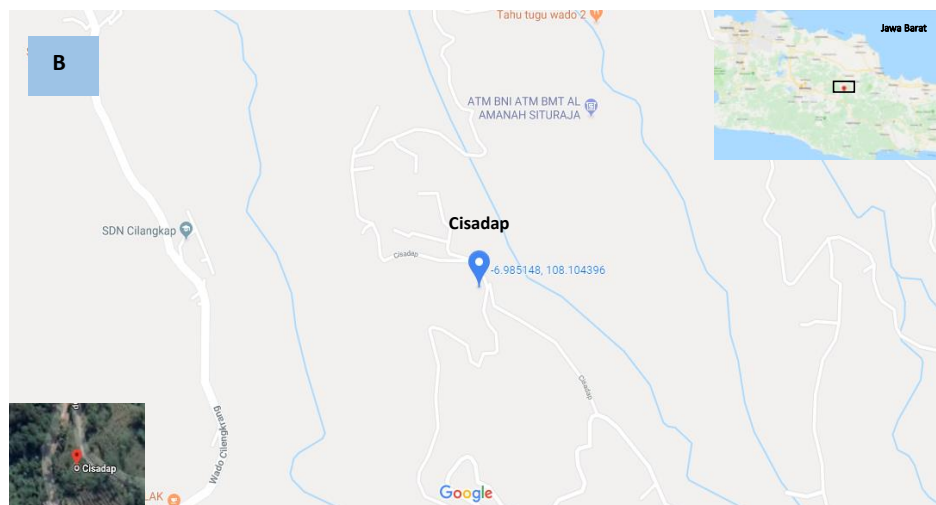 Tahu tugu wado 2
Jawa Barat
B
ATM BNI ATM BMT AL
AMANAH SITURAJA
Cisadap
SDN Cilangkap
Cisadap
-6.985148, 108.104396
Cisadap
Wado Cilengkrang
Cisadap
LAK
Google